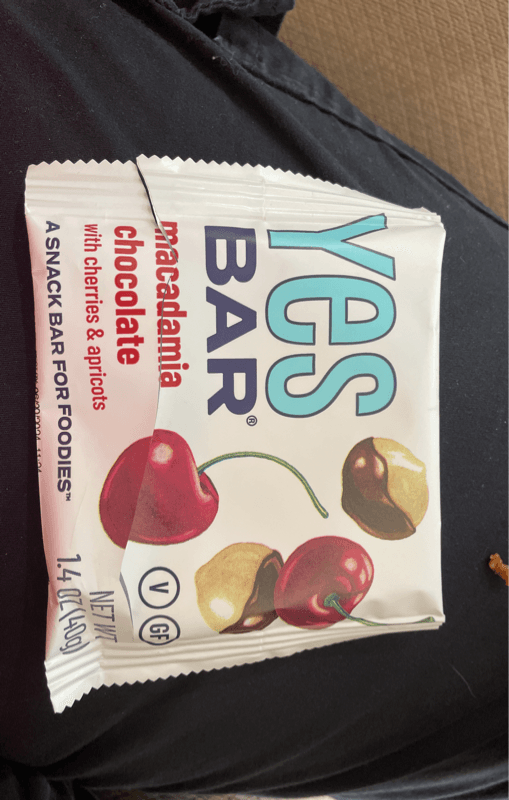 Yes
BAR®
macadamia
chocolate
with cherries & apricots
A SNACK BAR FOR FOODIES™
V GF
NET WT
1.4 OZ (40g)